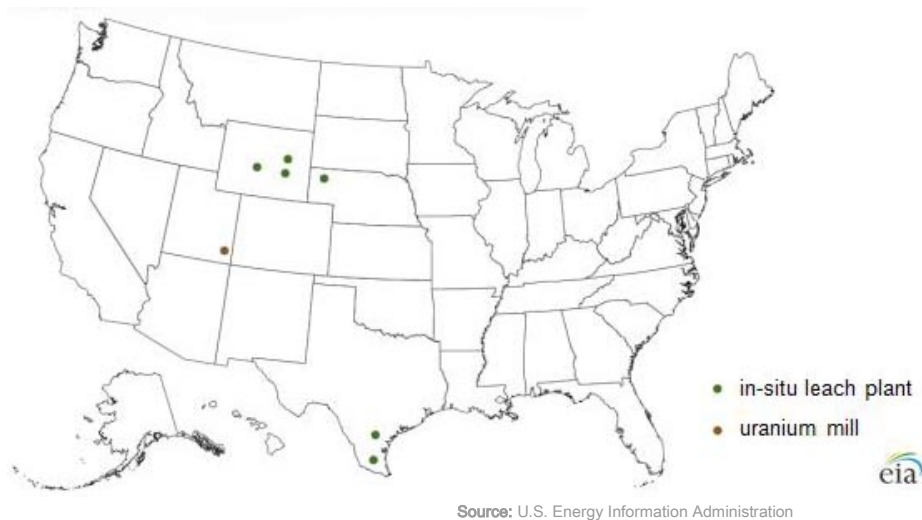 in-situ leach plant
uranium mill
eia
Source: U.S. Energy Information Administration